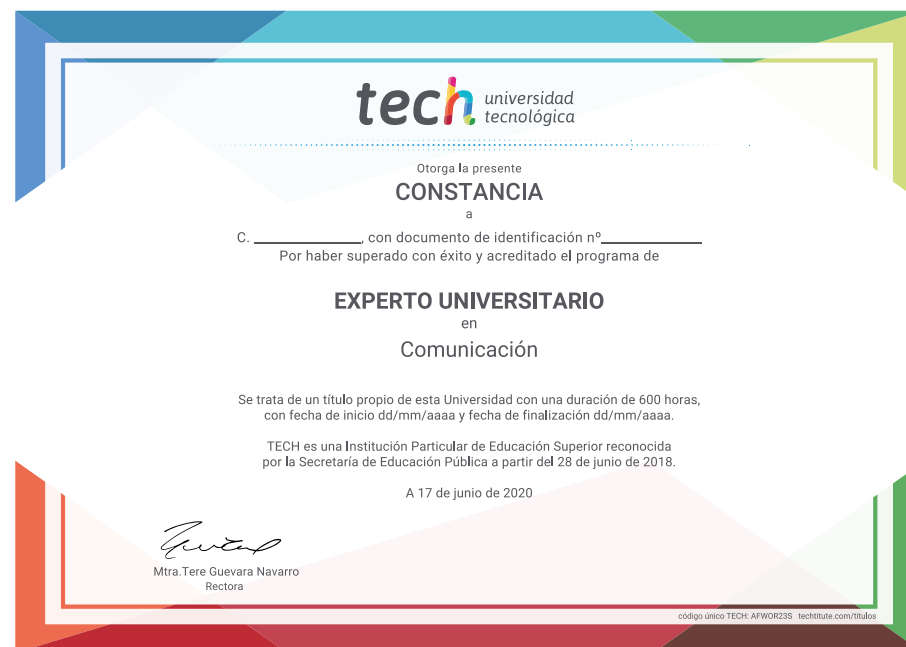 tech universidad
tecnológica
Otorga la presente
CONSTANCIA
a
C. ____________, con documento de identificación nº____________
Por haber superado con éxito y acreditado el programa de
EXPERTO UNIVERSITARIO
en
Comunicación
Se trata de un título propio de esta Universidad con una duración de 600 horas,
con fecha de inicio dd/mm/aaaa y fecha de finalización dd/mm/aaaa.
TECH es una Institución Particular de Educación Superior reconocida
por la Secretaría de Educación Pública a partir del 28 de junio de 2018.
A 17 de junio de 2020
Mtra.Tere Guevara Navarro
Rectora
código único TECH: AFWOR23S techtitute.com/titulos